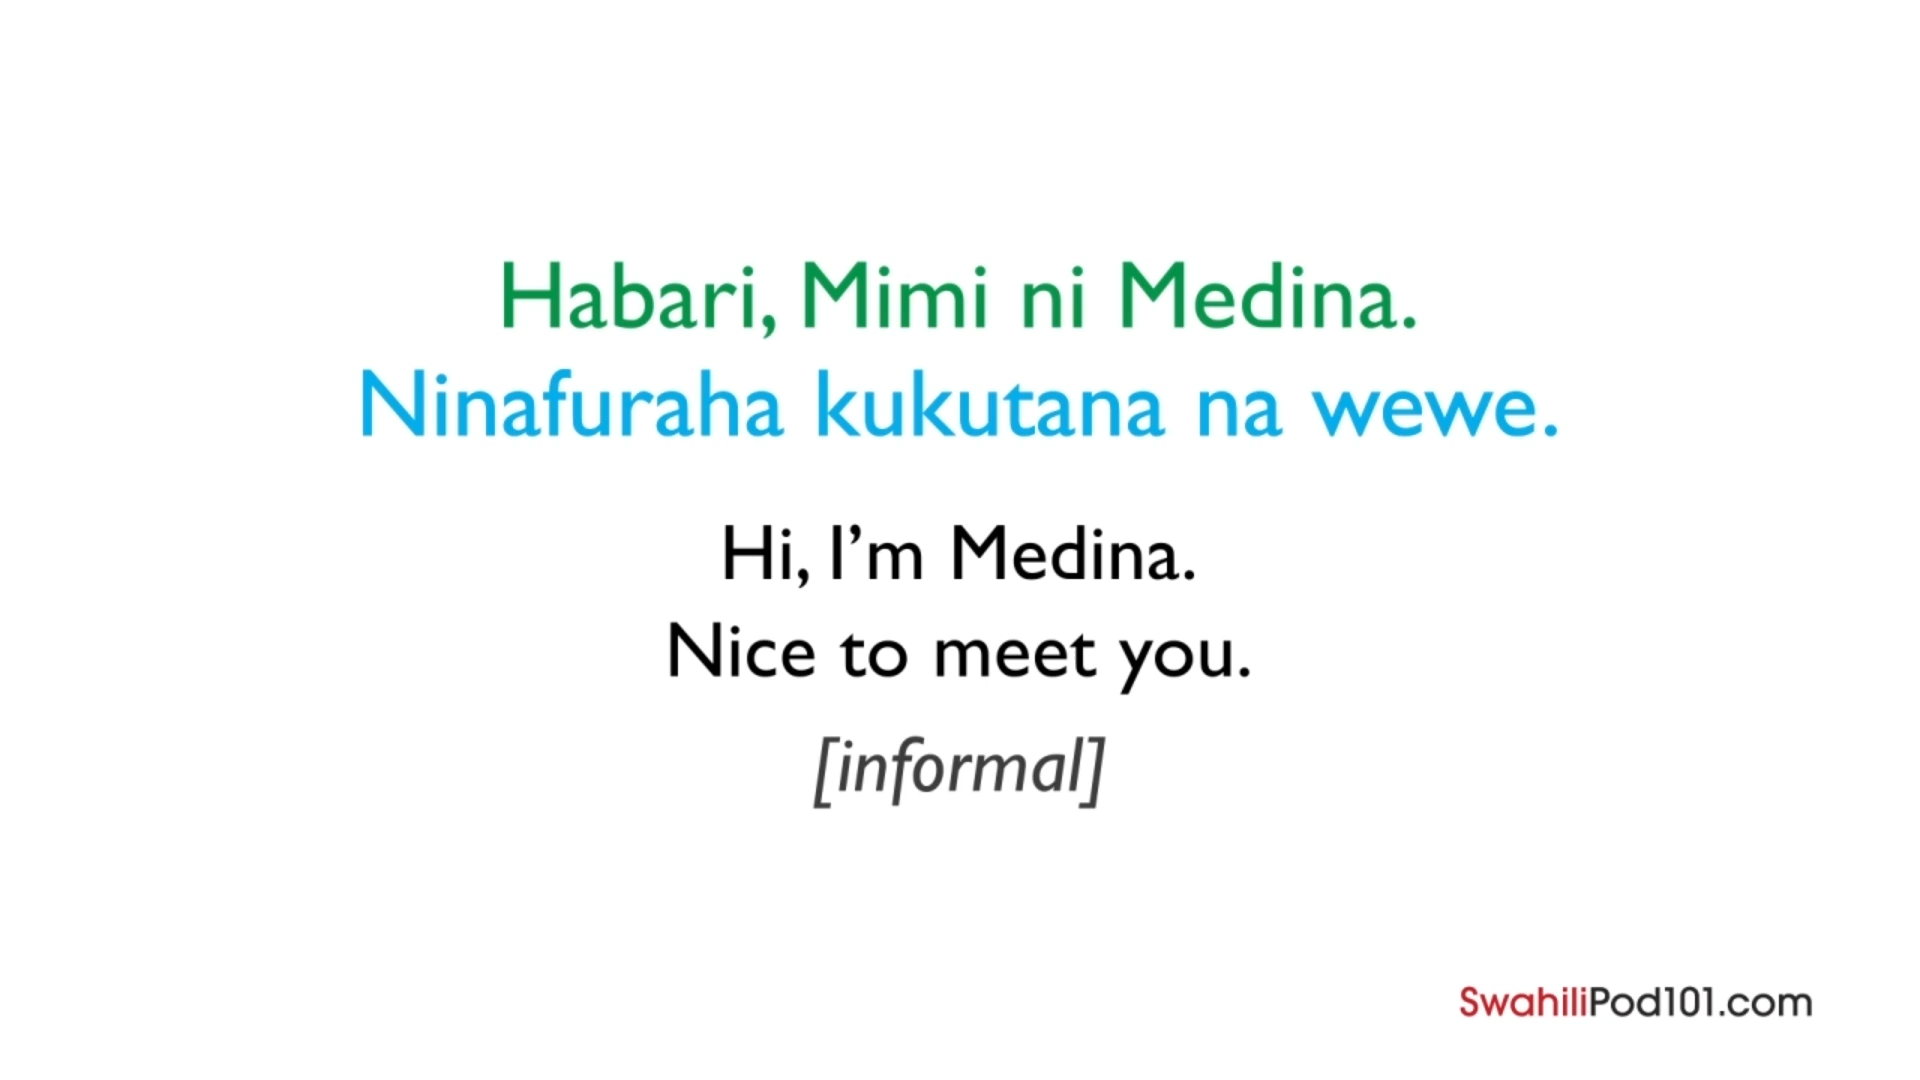 Habari, Mimi ni Medina.
Ninafuraha kukutana na wewe.
Hi, I’m Medina.
Nice to meet you.
[informal]
SwahiliPod101.com